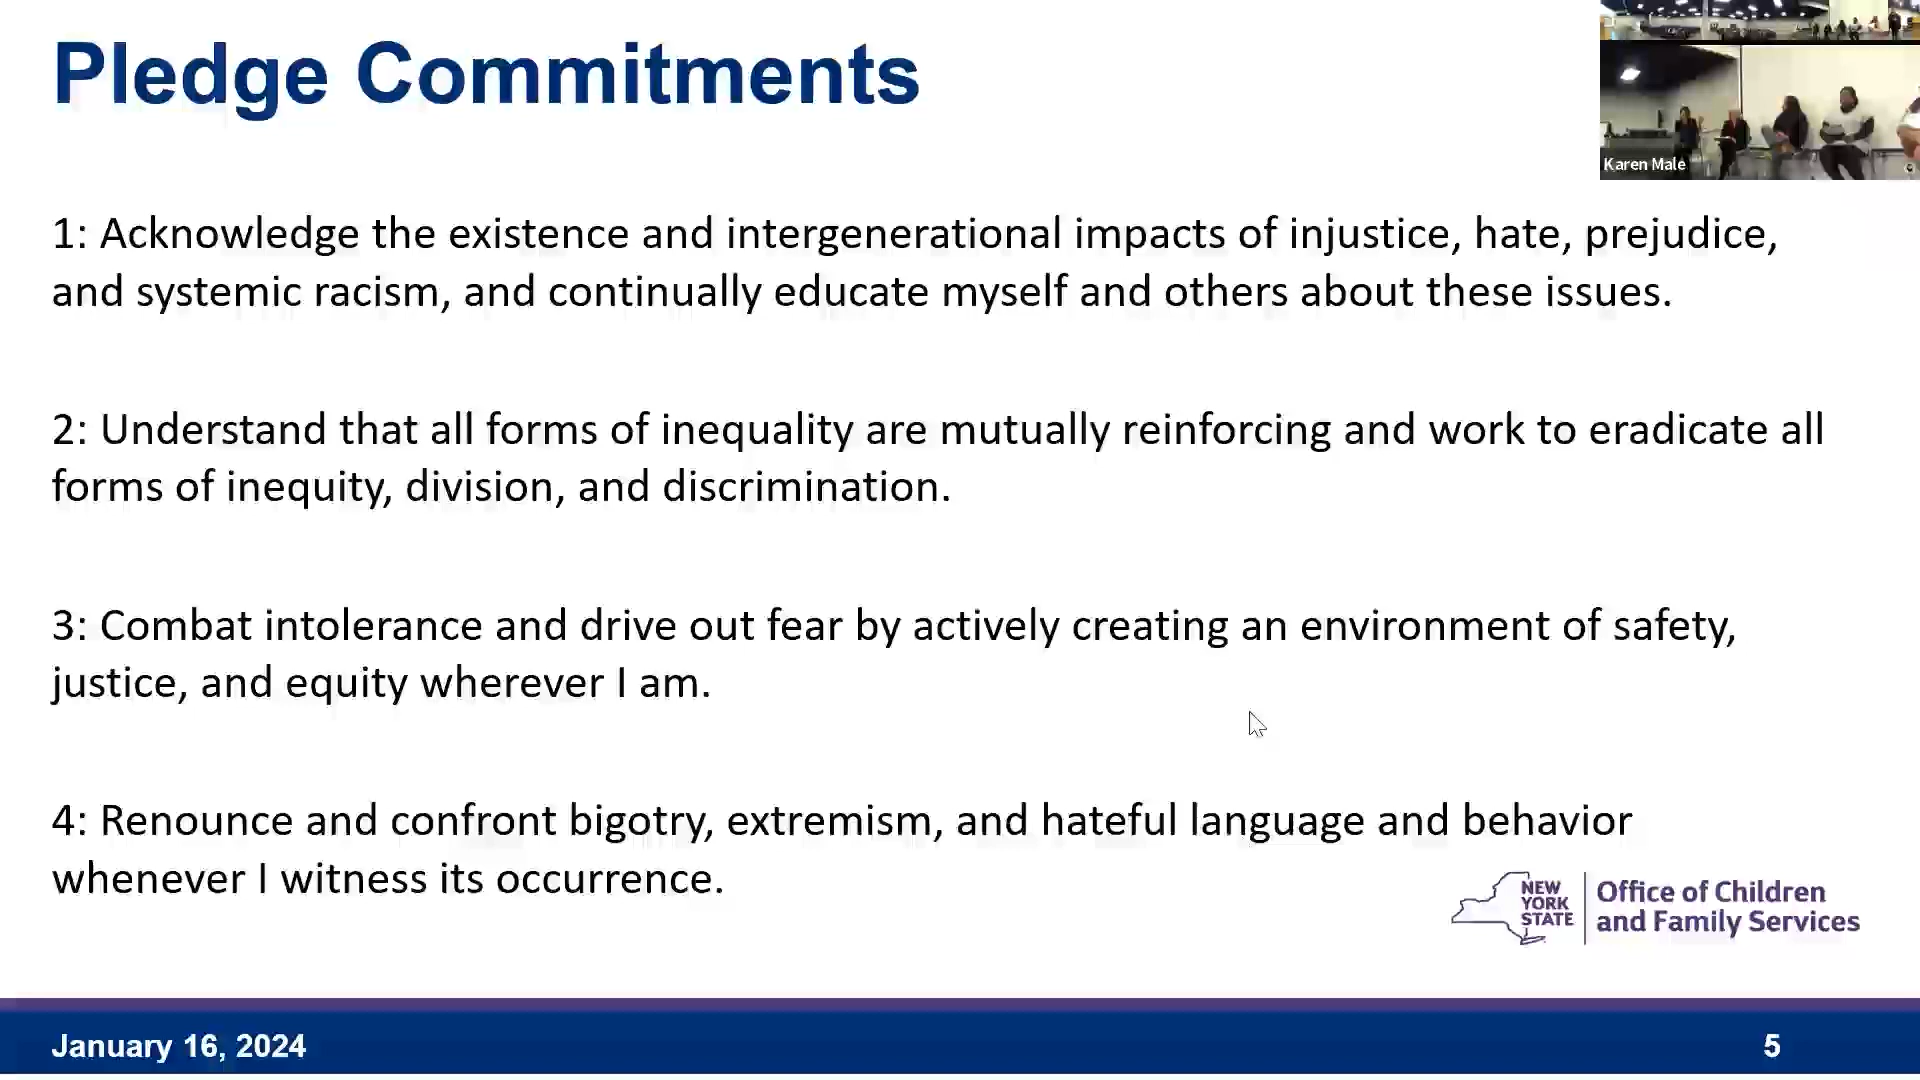 Pledge Commitments
Karen Male
1: Acknowledge the existence and intergenerational impacts of injustice, hate, prejudice,
and systemic racism, and continually educate myself and others about these issues.
2: Understand that all forms of inequality are mutually reinforcing and work to eradicate all
forms of inequity, division, and discrimination.
3: Combat intolerance and drive out fear by actively creating an environment of safety,
justice, and equity wherever I am.
4: Renounce and confront bigotry, extremism, and hateful language and behavior
whenever I witness its occurrence.
NEW
YORK
STATE
Office of Children
and Family Services
January 16, 2024
5